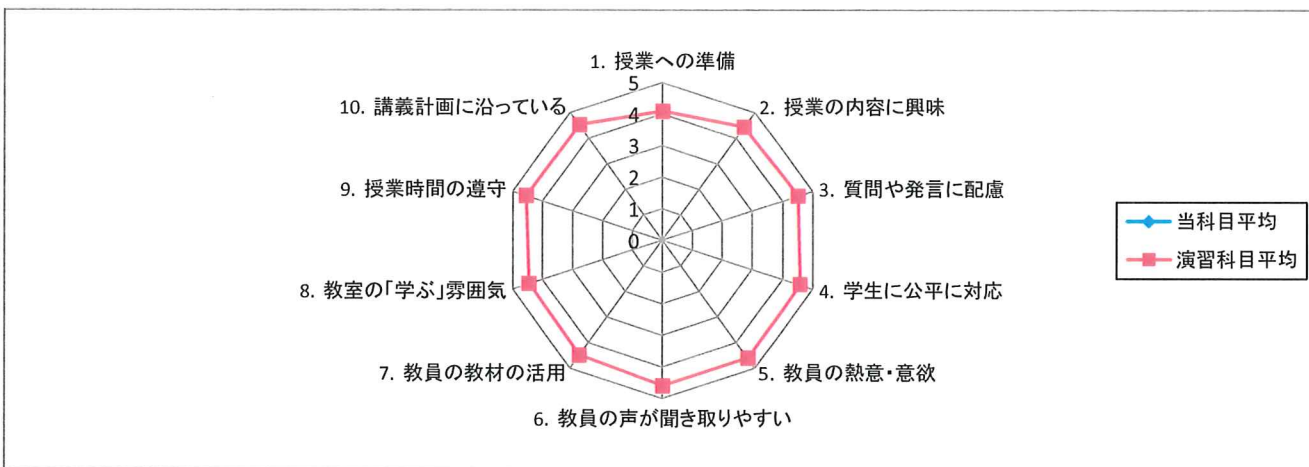 1. 授業への準備
2. 授業の内容に興味
3. 質問や発言に配慮
4. 学生に公平に対応
5. 教員の熱意・意欲
6. 教員の声が聞き取りやすい
7. 教員の教材の活用
8. 教室の「学ぶ」雰囲気
9. 授業時間の遵守
10. 講義計画に沿っている
5
4
3
2
1
0
当科目平均
演習科目平均